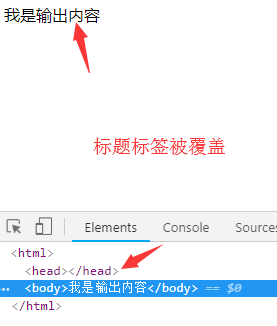 我是输出内容
标题标签被覆盖
Elements Console Sources
<html>
<head></head>
... <body>我是输出内容</body> == $0
</html>